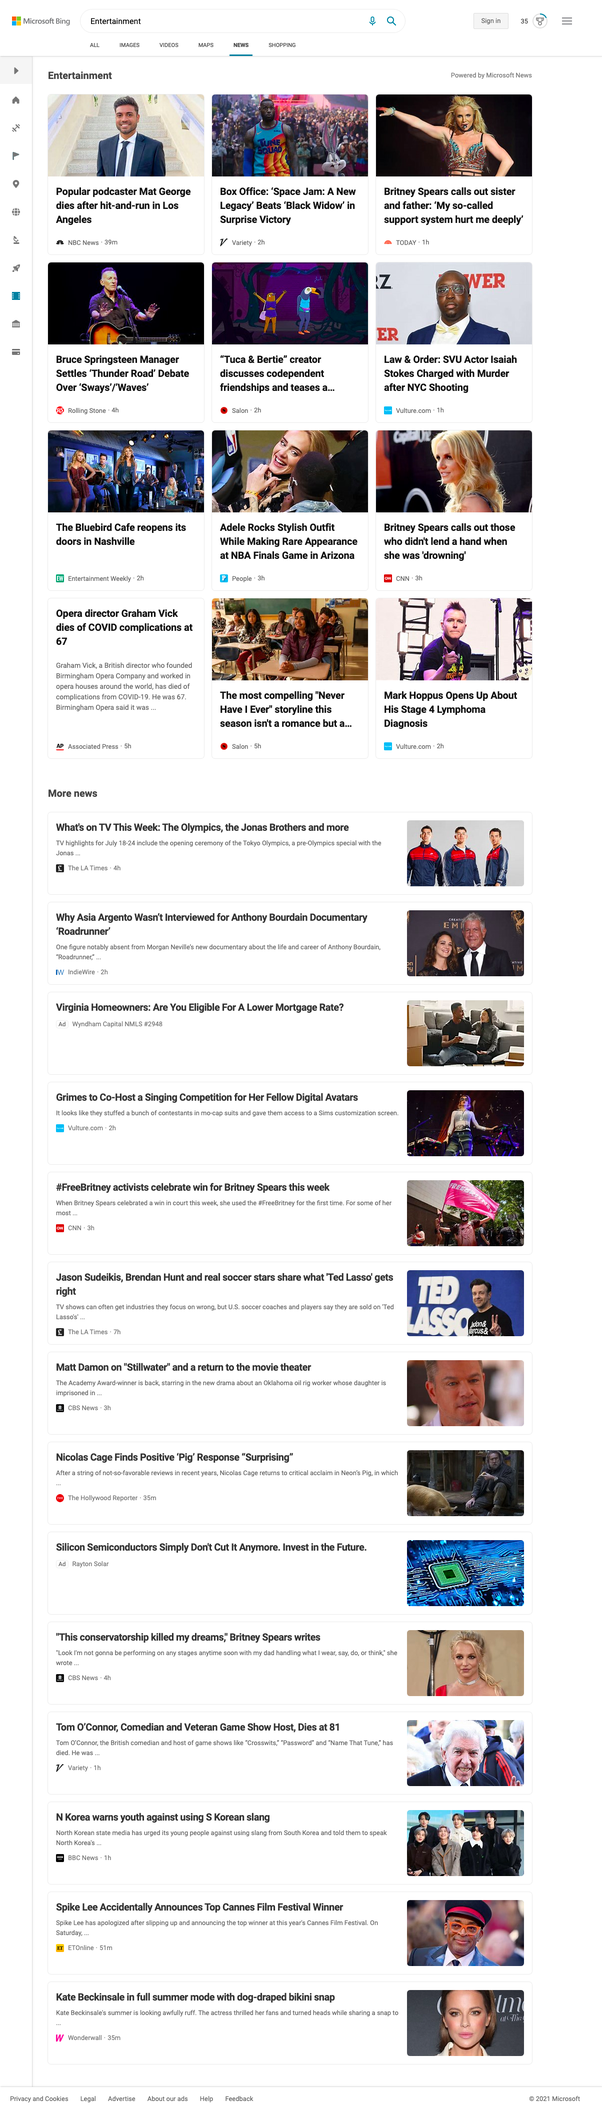 Microsoft Bing
Entertainment
Sign in
35
ALL
IMAGES
VIDEOS
MAPS
NEWS
SHOPPING
Entertainment
Powered by Microsoft News
Popular podcaster Mat George
dies after hit-and-run in Los
Angeles
NBC News · 39m
Box Office: ‘Space Jam: A New
Legacy’ Beats ‘Black Widow’ in
Surprise Victory
Variety · 2h
Britney Spears calls out sister
and father: ‘My so-called
support system hurt me deeply’
TODAY · 1h
Bruce Springsteen Manager
Settles ‘Thunder Road’ Debate
Over ‘Sways’/‘Waves’
Rolling Stone · 4h
“Tuca & Bertie” creator
discusses codependent
friendships and teases a...
Salon · 2h
RZ
WER
ER
Law & Order: SVU Actor Isaiah
Stokes Charged with Murder
after NYC Shooting
Vulture.com · 1h
The Bluebird Cafe reopens its
doors in Nashville
Entertainment Weekly · 2h
Adele Rocks Stylish Outfit
While Making Rare Appearance
at NBA Finals Game in Arizona
People · 3h
Britney Spears calls out those
who didn't lend a hand when
she was 'drowning'
CNN · 3h
Opera director Graham Vick
dies of COVID complications at
67
Graham Vick, a British director who founded
Birmingham Opera Company and worked in
opera houses around the world, has died of
complications from COVID-19. He was 67.
Birmingham Opera said it was ...
AP Associated Press · 5h
The most compelling "Never
Have I Ever" storyline this
season isn't a romance but a...
Salon · 5h
Mark Hoppus Opens Up About
His Stage 4 Lymphoma
Diagnosis
Vulture.com · 2h
More news
What's on TV This Week: The Olympics, the Jonas Brothers and more
TV highlights for July 18-24 include the opening ceremony of the Tokyo Olympics, a pre-Olympics special with the
Jonas ...
The LA Times · 4h
Why Asia Argento Wasn’t Interviewed for Anthony Bourdain Documentary
‘Roadrunner’
One figure notably absent from Morgan Neville’s new documentary about the life and career of Anthony Bourdain,
“Roadrunner,” ...
IW IndieWire · 2h
EMI
Virginia Homeowners: Are You Eligible For A Lower Mortgage Rate?
Ad Wyndham Capital NMLS #2948
Grimes to Co-Host a Singing Competition for Her Fellow Digital Avatars
It looks like they stuffed a bunch of contestants in mo-cap suits and gave them access to a Sims customization screen.
Vulture.com · 2h
#FreeBritney activists celebrate win for Britney Spears this week
When Britney Spears celebrated a win in court this week, she used the #FreeBritney for the first time. For some of her
most ...
CNN · 3h
Jason Sudeikis, Brendan Hunt and real soccer stars share what 'Ted Lasso' gets
right
TV shows can often get industries they focus on wrong, but U.S. soccer coaches and players say they are sold on 'Ted
Lasso's' ...
The LA Times · 7h
TED
LASSO
Matt Damon on "Stillwater" and a return to the movie theater
The Academy Award-winner is back, starring in the new drama about an Oklahoma oil rig worker whose daughter is
imprisoned in ...
CBS News · 3h
Nicolas Cage Finds Positive ‘Pig’ Response “Surprising”
After a string of not-so-favorable reviews in recent years, Nicolas Cage returns to critical acclaim in Neon's Pig, in which
...
The Hollywood Reporter · 35m
Silicon Semiconductors Simply Don't Cut It Anymore. Invest in the Future.
Ad Rayton Solar
"This conservatorship killed my dreams," Britney Spears writes
"Look I'm not gonna be performing on any stages anytime soon with my dad handling what I wear, say, do, or think," she
wrote ...
CBS News · 4h
Tom O’Connor, Comedian and Veteran Game Show Host, Dies at 81
Tom O’Connor, the British comedian and host of game shows like “Crosswits,” “Password” and “Name That Tune,” has
died. He was ...
Variety · 1h
N Korea warns youth against using S Korean slang
North Korean state media has urged its young people against using slang from South Korea and told them to speak
North Korea's ...
BBC News · 1h
Spike Lee Accidentally Announces Top Cannes Film Festival Winner
Spike Lee has apologized after slipping up and announcing the top winner at this year's Cannes Film Festival. On
Saturday, ...
ET ETOnline · 51m
Kate Beckinsale in full summer mode with dog-draped bikini snap
Kate Beckinsale's summer is looking awfully ruff. The actress thrilled her fans and turned heads while sharing a snap to
...
W Wonderwall · 35m
Privacy and Cookies
Legal
Advertise
About our ads
Help
Feedback
© 2021 Microsoft